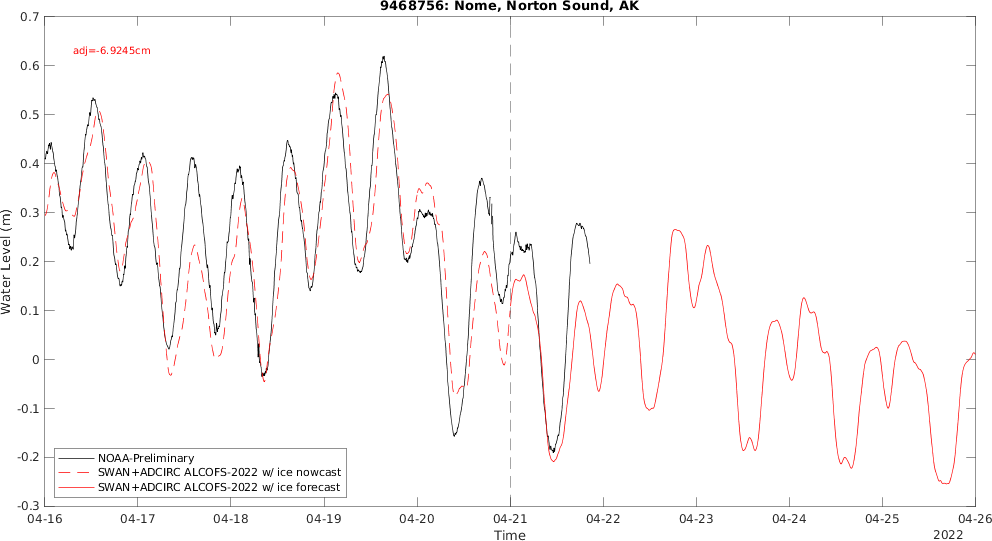 9468756: Nome, Norton Sound, AK
adj=-6.9245cm
0.7
0.6
0.5
0.4
0.3
0.2
0.1
0
-0.1
-0.2
-0.3
Water Level (m)
NOAA-Preliminary
SWAN+ADCIRC ALCOFS-2022 w/ ice nowcast
SWAN+ADCIRC ALCOFS-2022 w/ ice forecast
04-16 04-17 04-18 04-19 04-20 04-21 04-22 04-23 04-24 04-25 04-26
Time
2022